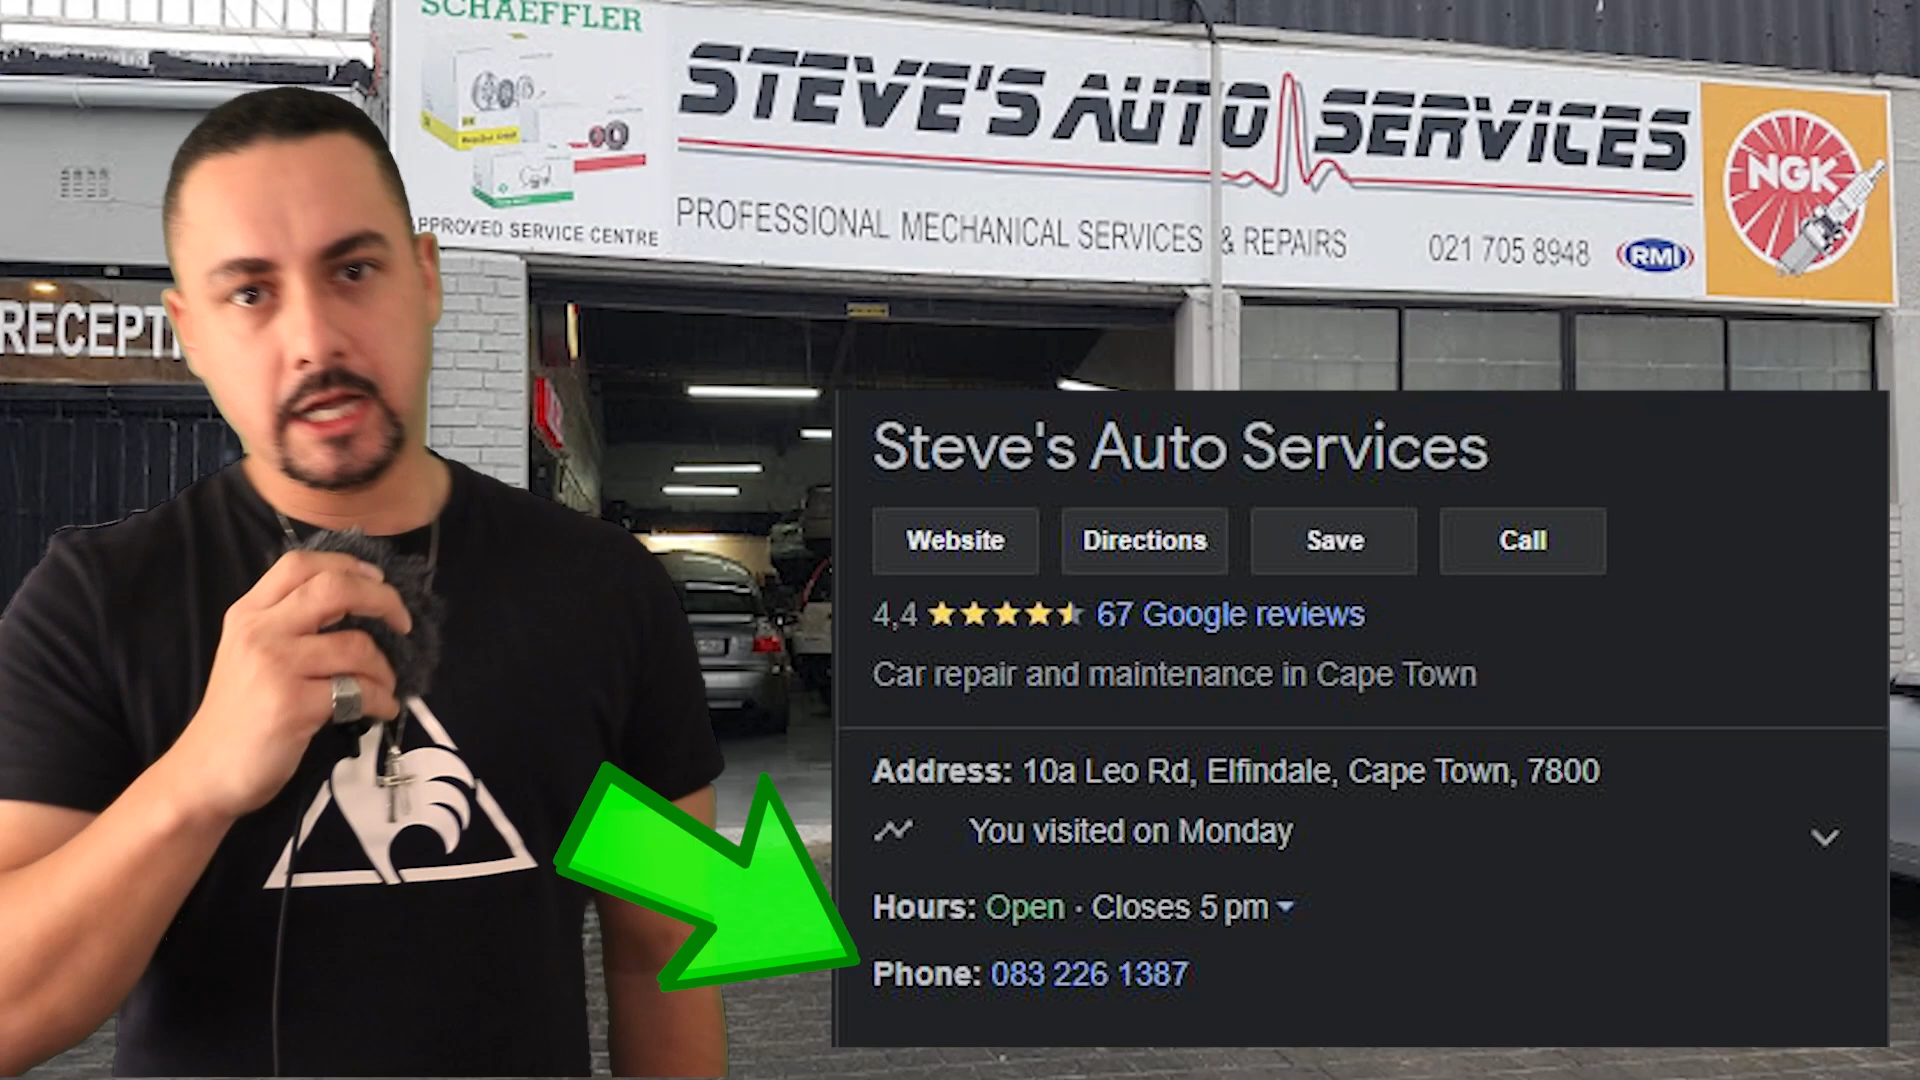 SCHAEFFLER
STEVE'S AUTO SERVICES
NGK
PROFESSIONAL MECHANICAL SERVICES & REPAIRS
021 705 8948
RMI
PPROVED SERVICE CENTRE
RECEPT
Steve's Auto Services
Website
Directions
Save
Call
4,4 67 Google reviews
Car repair and maintenance in Cape Town
Address: 10a Leo Rd, Elfindale, Cape Town, 7800
You visited on Monday
Hours: Open · Closes 5 pm
Phone: 083 226 1387